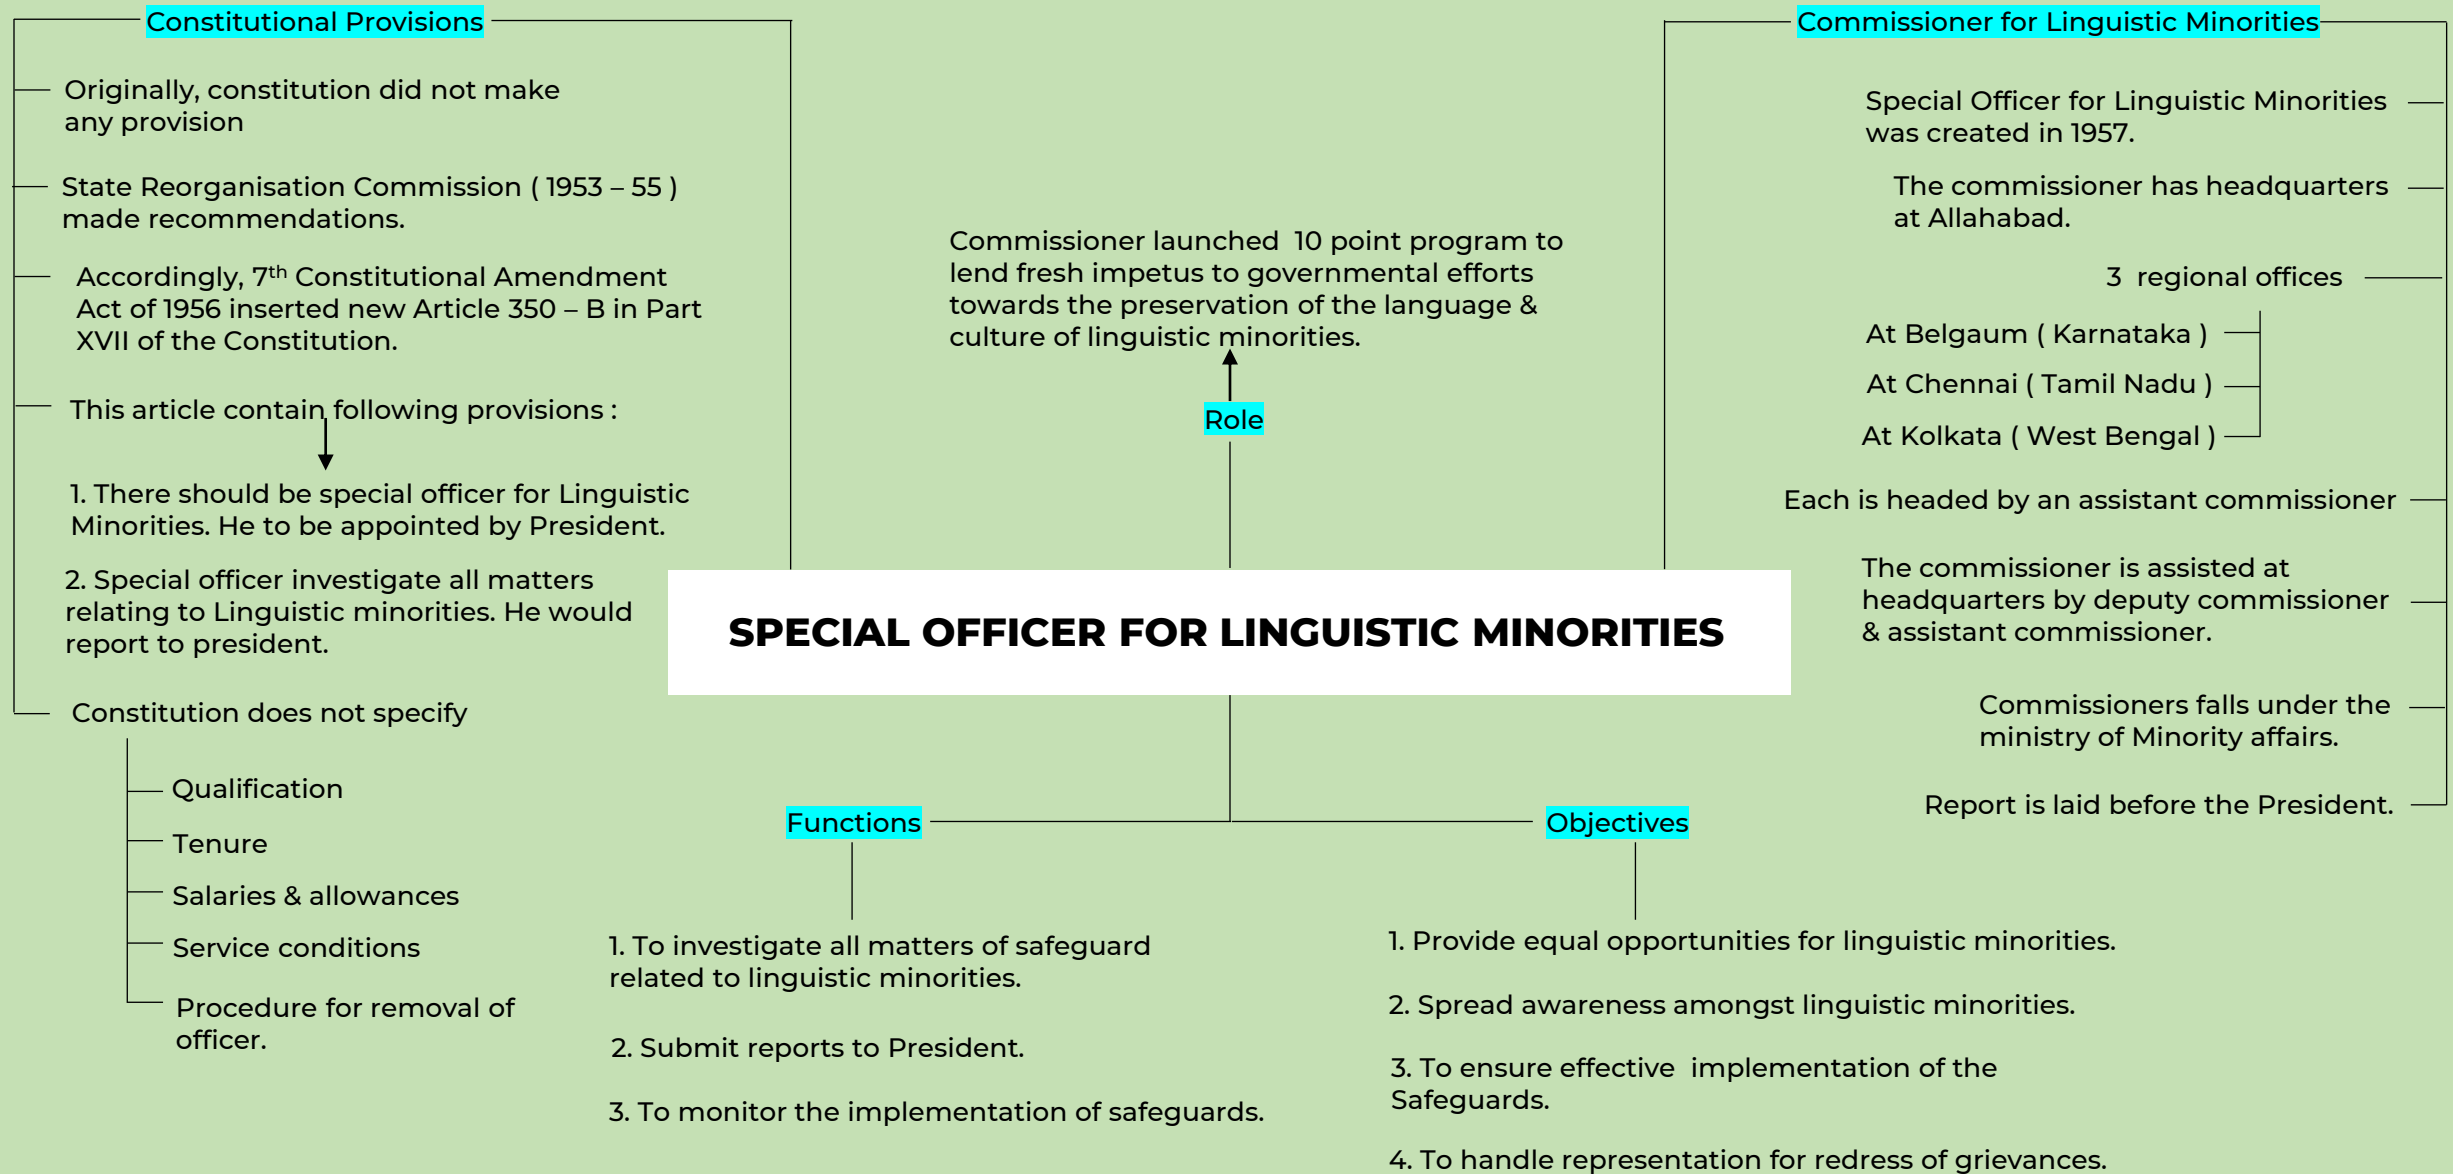 Constitutional Provisions
Originally, constitution did not make
any provision
State Reorganisation Commission ( 1953 – 55 )
made recommendations.
Accordingly, 7th Constitutional Amendment
Act of 1956 inserted new Article 350 – B in Part
XVII of the Constitution.
This article contain following provisions :
1. There should be special officer for Linguistic
Minorities. He to be appointed by President.
2. Special officer investigate all matters
relating to Linguistic minorities. He would
report to president.
Constitution does not specify
Qualification
Tenure
Salaries & allowances
Service conditions
Procedure for removal of
officer.
Commissioner launched  10 point program to
lend fresh impetus to governmental efforts
towards the preservation of the language &
culture of linguistic minorities.
Role
SPECIAL OFFICER FOR LINGUISTIC MINORITIES
Functions
1. To investigate all matters of safeguard
related to linguistic minorities.
2. Submit reports to President.
3. To monitor the implementation of safeguards.
Objectives
1. Provide equal opportunities for linguistic minorities.
2. Spread awareness amongst linguistic minorities.
3. To ensure effective  implementation of the
Safeguards.
4. To handle representation for redress of grievances.
Commissioner for Linguistic Minorities
Special Officer for Linguistic Minorities
was created in 1957.
The commissioner has headquarters
at Allahabad.
3  regional offices
At Belgaum ( Karnataka )
At Chennai ( Tamil Nadu )
At Kolkata ( West Bengal )
Each is headed by an assistant commissioner
The commissioner is assisted at
headquarters by deputy commissioner
& assistant commissioner.
Commissioners falls under the
ministry of Minority affairs.
Report is laid before the President.